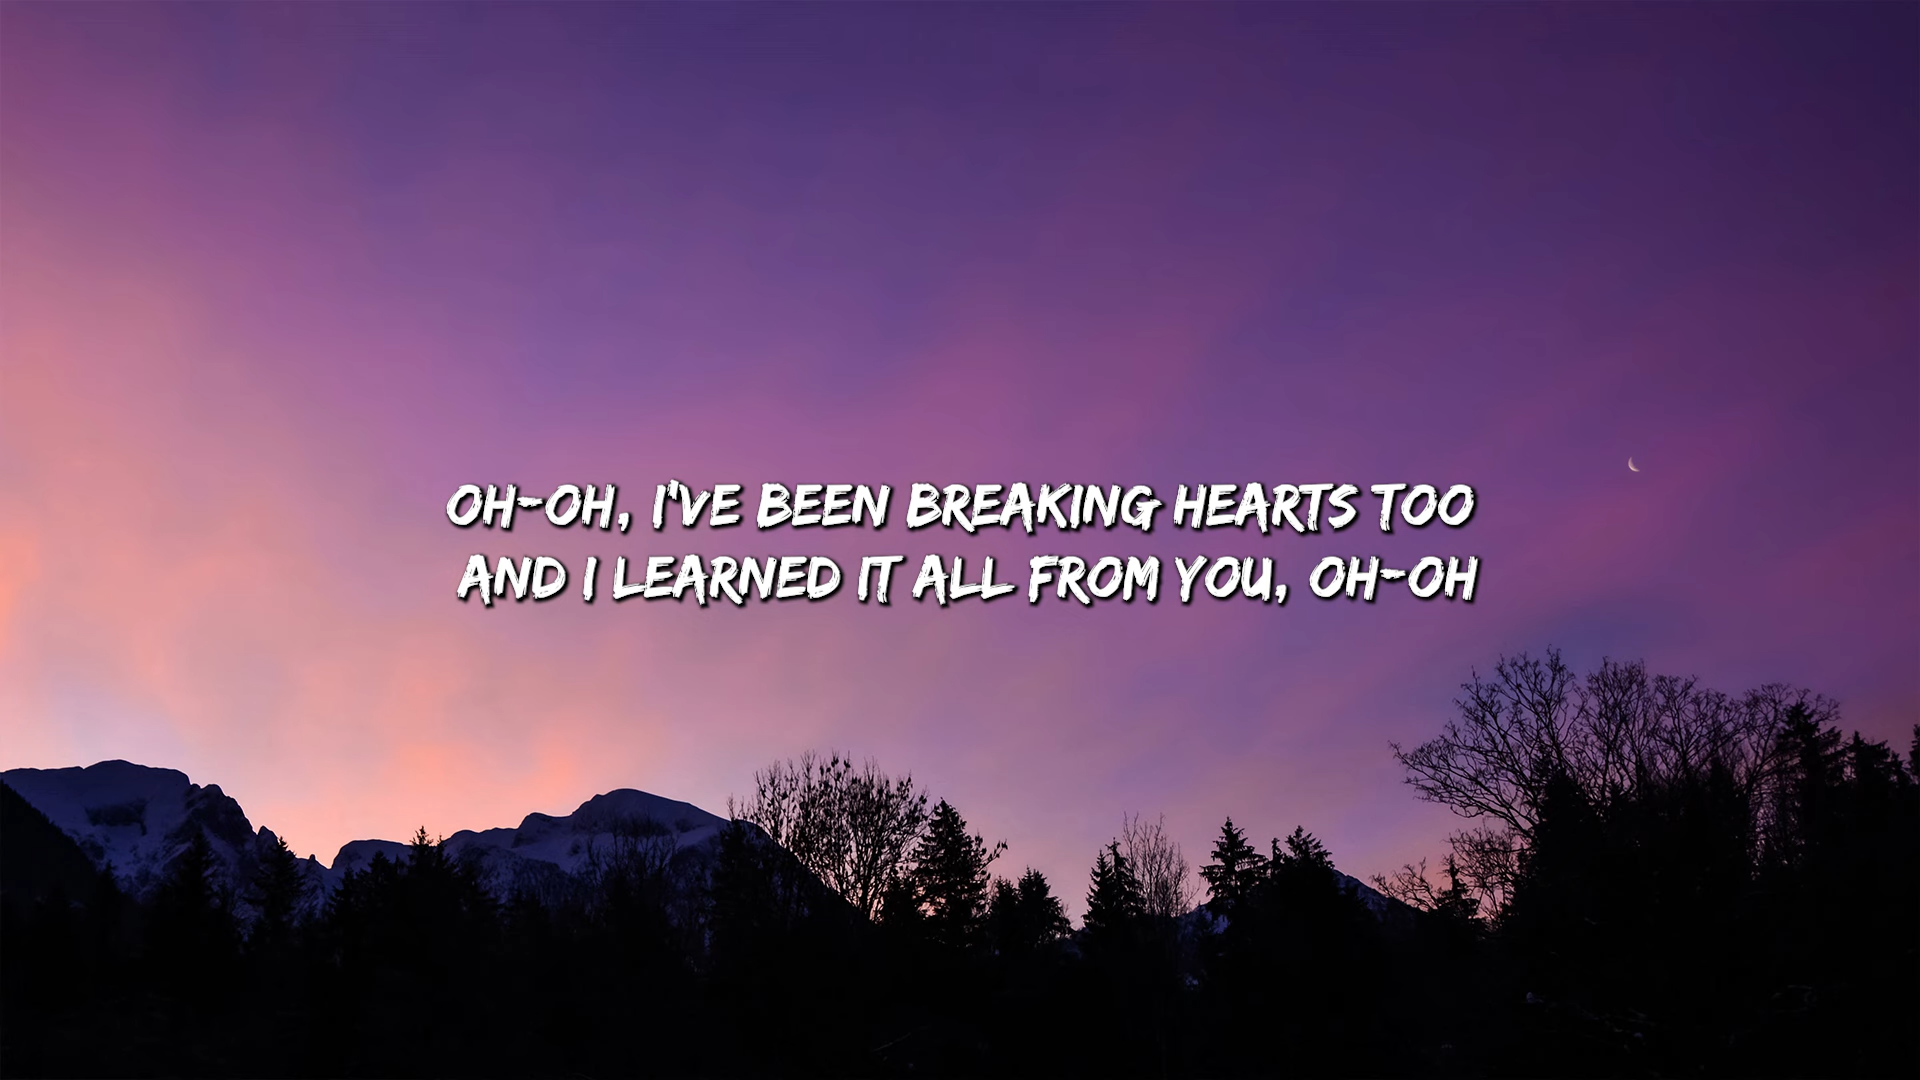 OH-OH, I'VE BEEN BREAKING HEARTS TOO
AND I LEARNED IT ALL FROM YOU, OH-OH